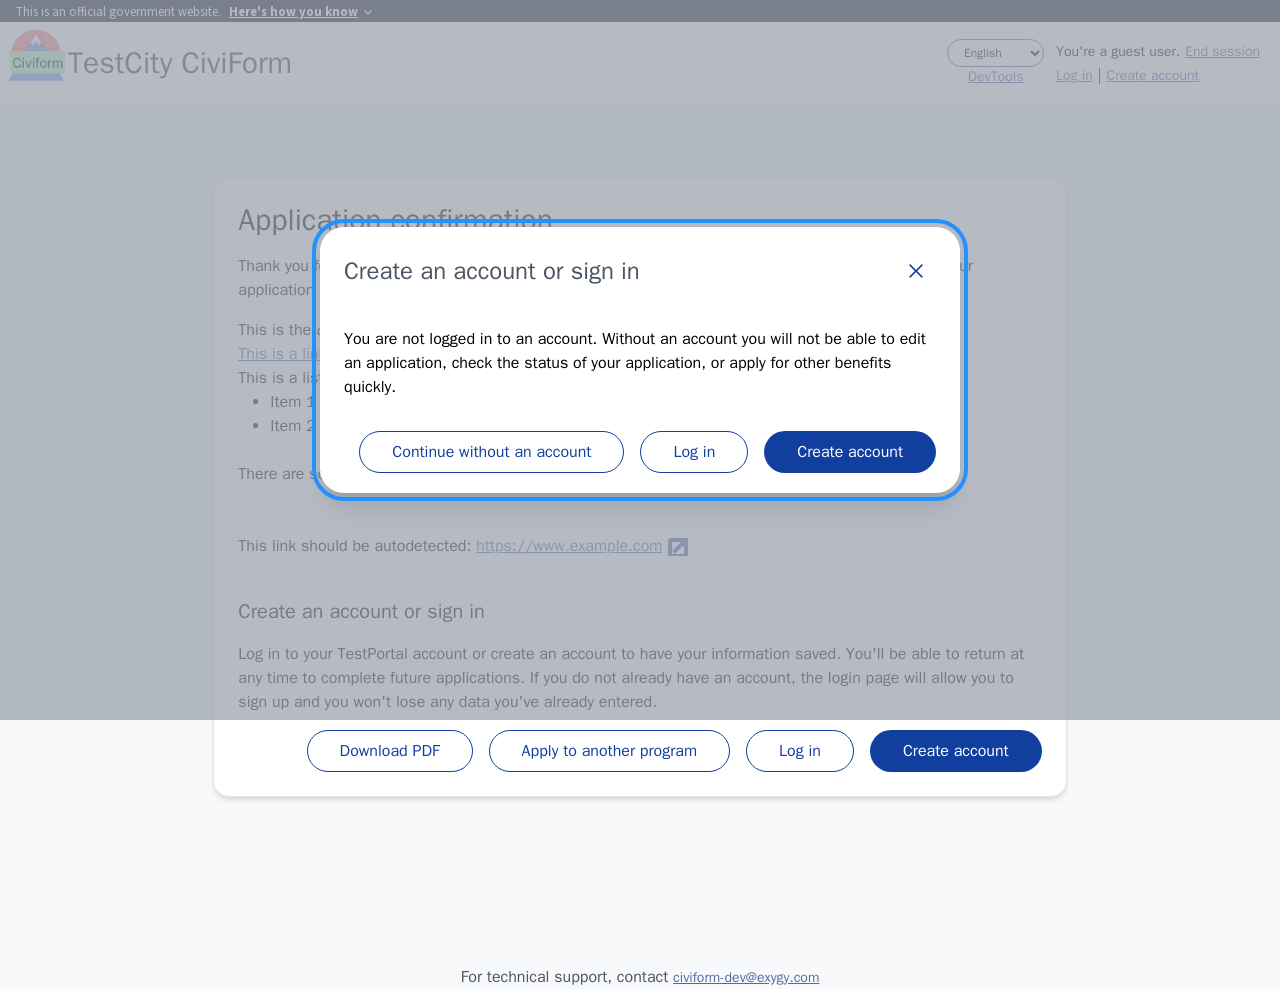 This is an official government website. Here's how you know
Civiform
TestCity CiviForm
English
DevTools
You're a guest user. End session
Log in | Create account
Application confirmation
Thank you
application
This is the
This is a
This is a
Item 1
Item 2
There are
Create an account or sign in
You are not logged in to an account. Without an account you will not be able to edit
an application, check the status of your application, or apply for other benefits
quickly.
Continue without an account
Log in
Create account
This link should be autodetected: https://www.example.com
Create an account or sign in
Log in to your TestPortal account or create an account to have your information saved. You'll be able to return at
any time to complete future applications. If you do not already have an account, the login page will allow you to
sign up and you won't lose any data you've already entered.
Download PDF
Apply to another program
Log in
Create account
For technical support, contact civiform-dev@exygy.com